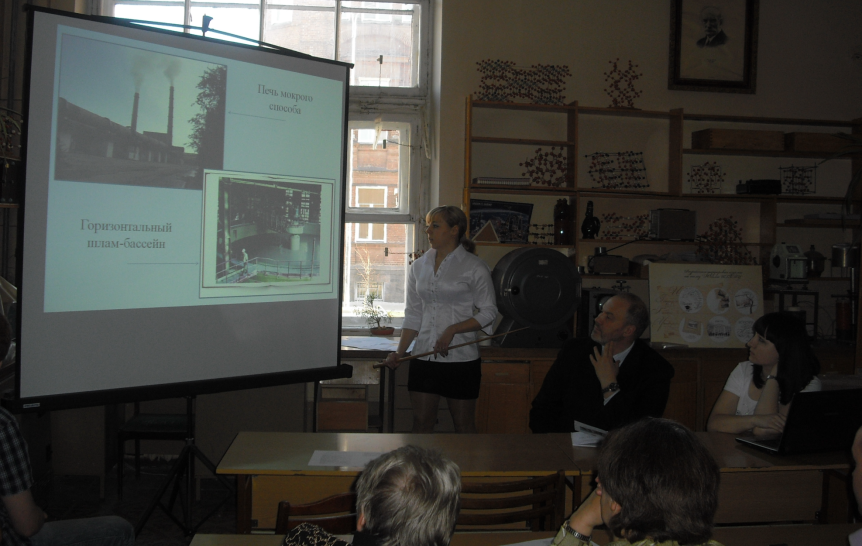 Печь мокрого
способа
Горизонтальный
шлам-бассейн